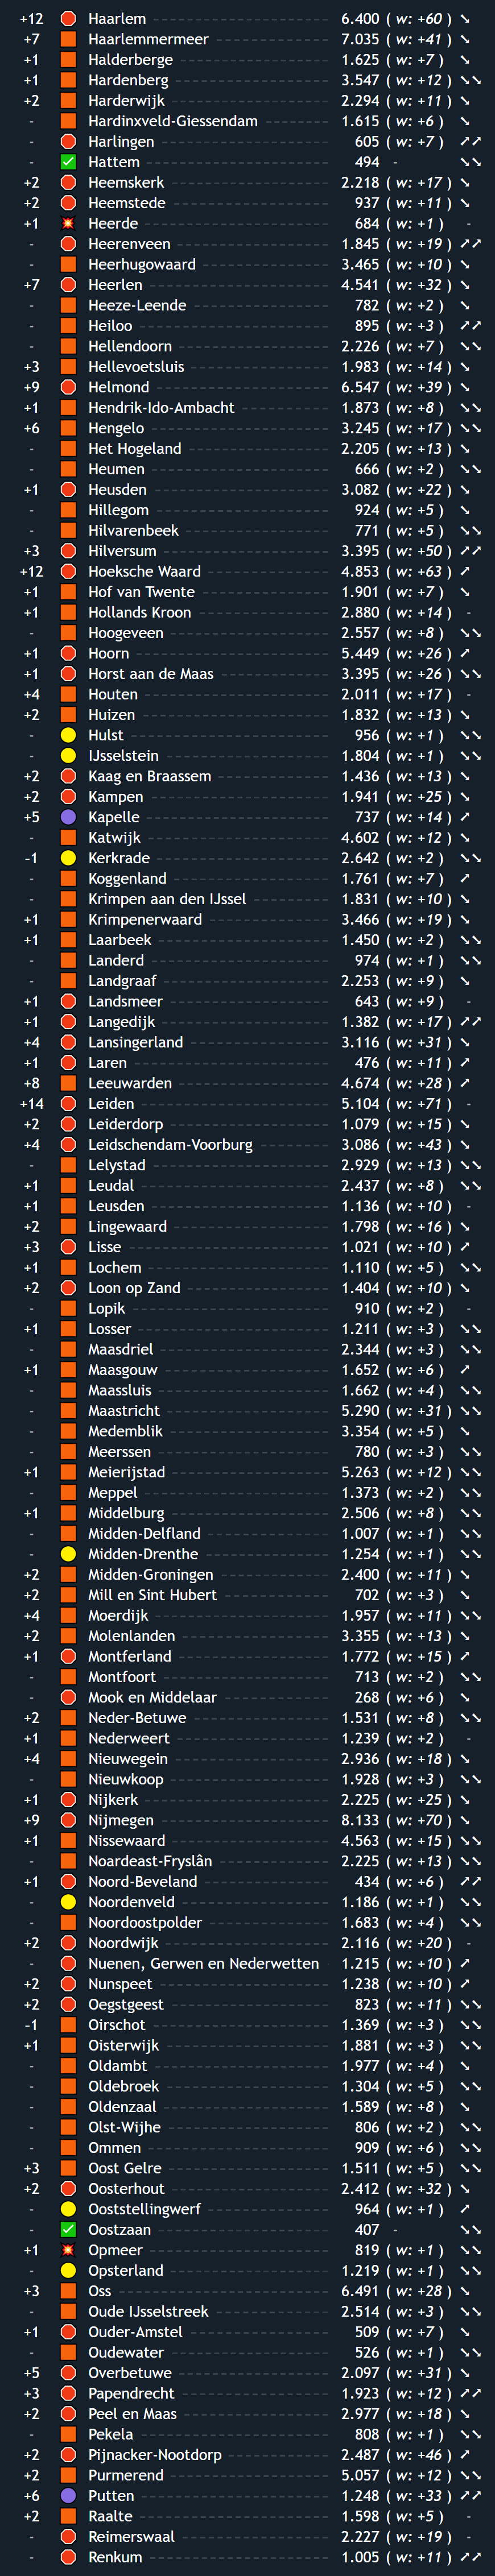 +12 Haarlem 6.400 ( w: +60 ) ↘
+7 Haarlemmermeer 7.035 ( w: +41 ) ↘
+1 Halderberge 1.625 ( w: +7 ) ↘
+1 Hardenberg 3.547 ( w: +12 ) ↘↘
+2 Harderwijk 2.294 ( w: +11 ) ↘
- Hardinxveld-Giessendam 1.615 ( w: +6 ) ↘
- Harlingen 605 ( w: +7 ) ↗↗
- Hattem 494 - ↘↘
+2 Heemskerk 2.218 ( w: +17 ) ↘
+2 Heemstede 937 ( w: +11 ) ↘
+1 Heerde 684 ( w: +1 ) -
- Heerenveen 1.845 ( w: +19 ) ↗↗
- Heerhugowaard 3.465 ( w: +10 ) ↘
+7 Heerlen 4.541 ( w: +32 ) ↘
- Heeze-Leende 782 ( w: +2 ) ↘
- Heiloo 895 ( w: +3 ) ↗↗
- Hellendoorn 2.226 ( w: +7 ) ↘↘
+3 Hellevoetsluis 1.983 ( w: +14 ) ↘
+9 Helmond 6.547 ( w: +39 ) ↘
+1 Hendrik-Ido-Ambacht 1.873 ( w: +8 ) ↘↘
+6 Hengelo 3.245 ( w: +17 ) ↘↘
- Het Hogeland 2.205 ( w: +13 ) ↘
- Heumen 666 ( w: +2 ) ↘↘
+1 Heusden 3.082 ( w: +22 ) ↘
- Hillegom 924 ( w: +5 ) ↘
- Hilvarenbeek 771 ( w: +5 ) ↘↘
+3 Hilversum 3.395 ( w: +50 ) ↗↗
+12 Hoeksche Waard 4.853 ( w: +63 ) ↗
+1 Hof van Twente 1.901 ( w: +7 ) ↘
+1 Hollands Kroon 2.880 ( w: +14 ) -
- Hoogeveen 2.557 ( w: +8 ) ↘↘
+1 Hoorn 5.449 ( w: +26 ) ↗
+1 Horst aan de Maas 3.395 ( w: +26 ) ↘↘
+4 Houten 2.011 ( w: +17 ) -
+2 Huizen 1.832 ( w: +13 ) ↘
- Hulst 956 ( w: +1 ) ↘↘
- IJsselstein 1.804 ( w: +1 ) ↘↘
+2 Kaag en Braassem 1.436 ( w: +13 ) ↘
+2 Kampen 1.941 ( w: +25 ) ↘
+5 Kapelle 737 ( w: +14 ) ↗
- Katwijk 4.602 ( w: +12 ) ↘
-1 Kerkrade 2.642 ( w: +2 ) ↘↘
- Koggenland 1.761 ( w: +7 ) ↗
- Krimpen aan den IJssel 1.831 ( w: +10 ) ↘
+1 Krimpenerwaard 3.466 ( w: +19 ) ↘
+1 Laarbeek 1.450 ( w: +2 ) ↘↘
- Landerd 974 ( w: +1 ) ↘↘
- Landgraaf 2.253 ( w: +9 ) ↘
+1 Landsmeer 643 ( w: +9 ) -
+1 Langedijk 1.382 ( w: +17 ) ↗↗
+4 Lansingerland 3.116 ( w: +31 ) ↘
+1 Laren 476 ( w: +11 ) ↗
+8 Leeuwarden 4.674 ( w: +28 ) ↗
+14 Leiden 5.104 ( w: +71 ) -
+2 Leiderdorp 1.079 ( w: +15 ) ↘
+4 Leidschendam-Voorburg 3.086 ( w: +43 ) ↘
- Lelystad 2.929 ( w: +13 ) ↘↘
+1 Leudal 2.437 ( w: +8 ) ↘↘
+1 Leusden 1.136 ( w: +10 ) -
+2 Lingewaard 1.798 ( w: +16 ) ↘
+3 Lisse 1.021 ( w: +10 ) ↗
+1 Lochem 1.110 ( w: +5 ) ↘↘
+2 Loon op Zand 1.404 ( w: +10 ) ↘
- Lopik 910 ( w: +2 ) -
+1 Losser 1.211 ( w: +3 ) ↘↘
- Maasdriel 2.344 ( w: +3 ) ↘↘
+1 Maasgouw 1.652 ( w: +6 ) ↗
- Maassluis 1.662 ( w: +4 ) ↘↘
- Maastricht 5.290 ( w: +31 ) ↘↘
- Medemblik 3.354 ( w: +5 ) ↘
- Meerssen 780 ( w: +3 ) ↘↘
+1 Meierijstad 5.263 ( w: +12 ) ↘↘
- Meppel 1.373 ( w: +2 ) ↘↘
+1 Middelburg 2.506 ( w: +8 ) ↘↘
- Midden-Delfland 1.007 ( w: +1 ) ↘↘
- Midden-Drenthe 1.254 ( w: +1 ) ↘↘
+2 Midden-Groningen 2.400 ( w: +11 ) ↘
+2 Mill en Sint Hubert 702 ( w: +3 ) ↘
+4 Moerdijk 1.957 ( w: +11 ) ↘↘
+2 Molenlanden 3.355 ( w: +13 ) ↘
+1 Montferland 1.772 ( w: +15 ) ↗
- Montfoort 713 ( w: +2 ) ↘↘
- Mook en Middelaar 268 ( w: +6 ) ↘
+2 Neder-Betuwe 1.531 ( w: +8 ) ↘↘
+1 Nederweert 1.239 ( w: +2 ) -
+4 Nieuwegein 2.936 ( w: +18 ) ↘
- Nieuwkoop 1.928 ( w: +3 ) ↘↘
+1 Nijkerk 2.225 ( w: +25 ) ↘
+9 Nijmegen 8.133 ( w: +70 ) ↘
+1 Nissewaard 4.563 ( w: +15 ) ↘↘
- Noardeast-Fryslân 2.225 ( w: +13 ) ↘↘
+1 Noord-Beveland 434 ( w: +6 ) ↗↗
- Noordenveld 1.186 ( w: +1 ) ↘↘
- Noordoostpolder 1.683 ( w: +4 ) ↘↘
+2 Noordwijk 2.116 ( w: +20 ) -
- Nuenen, Gerwen en Nederwetten 1.215 ( w: +10 ) ↗
+2 Nunspeet 1.238 ( w: +10 ) ↗
+2 Oegstgeest 823 ( w: +11 ) ↘↘
-1 Oirschot 1.369 ( w: +3 ) ↘↘
+1 Oisterwijk 1.881 ( w: +3 ) ↘↘
- Oldambt 1.977 ( w: +4 ) ↘
- Oldebroek 1.304 ( w: +5 ) ↘↘
- Oldenzaal 1.589 ( w: +8 ) ↘
- Olst-Wijhe 806 ( w: +2 ) ↘↘
- Ommen 909 ( w: +6 ) ↘↘
+3 Oost Gelre 1.511 ( w: +5 ) ↘↘
+2 Oosterhout 2.412 ( w: +32 ) ↘
- Ooststellingwerf 964 ( w: +1 ) ↗
- Oostzaan 407 - ↘↘
+1 Opmeer 819 ( w: +1 ) ↘↘
- Opsterland 1.219 ( w: +1 ) ↘↘
+3 Oss 6.491 ( w: +28 ) ↘
- Oude IJsselstreek 2.514 ( w: +3 ) ↘↘
+1 Ouder-Amstel 509 ( w: +7 ) ↘
- Oudewater 526 ( w: +1 ) ↘↘
+5 Overbetuwe 2.097 ( w: +31 ) ↘
+3 Papendrecht 1.923 ( w: +12 ) ↗↗
+2 Peel en Maas 2.977 ( w: +18 ) ↘
- Pekela 808 ( w: +1 ) ↘↘
+2 Pijnacker-Nootdorp 2.487 ( w: +46 ) ↗
+2 Purmerend 5.057 ( w: +12 ) ↘↘
+6 Putten 1.248 ( w: +33 ) ↗↗
+2 Raalte 1.598 ( w: +5 ) -
- Reimerswaal 2.227 ( w: +19 ) -
- Renkum 1.005 ( w: +11 ) ↗↗